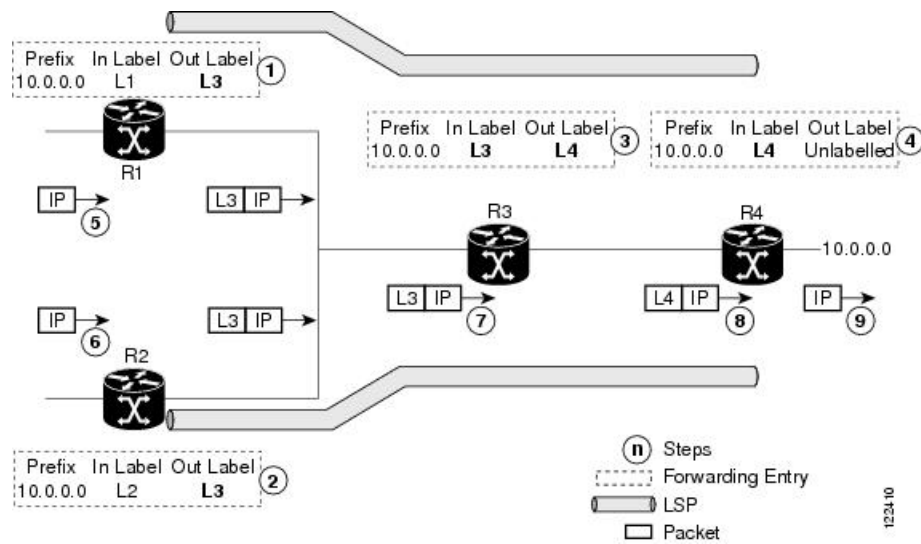 Prefix In Label Out Label
10.0.0.0 L1 L3
1
R1
Prefix In Label Out Label
10.0.0.0 L3 L4
3
Prefix In Label Out Label
10.0.0.0 L4 Unlabelled
4
IP
5
L3 IP
R3
R4
10.0.0.0
IP
6
L3 IP
L3 IP
7
L4 IP
8
IP
9
R2
Prefix In Label Out Label
10.0.0.0 L2 L3
2
n Steps
Forwarding Entry
LSP
Packet
122410